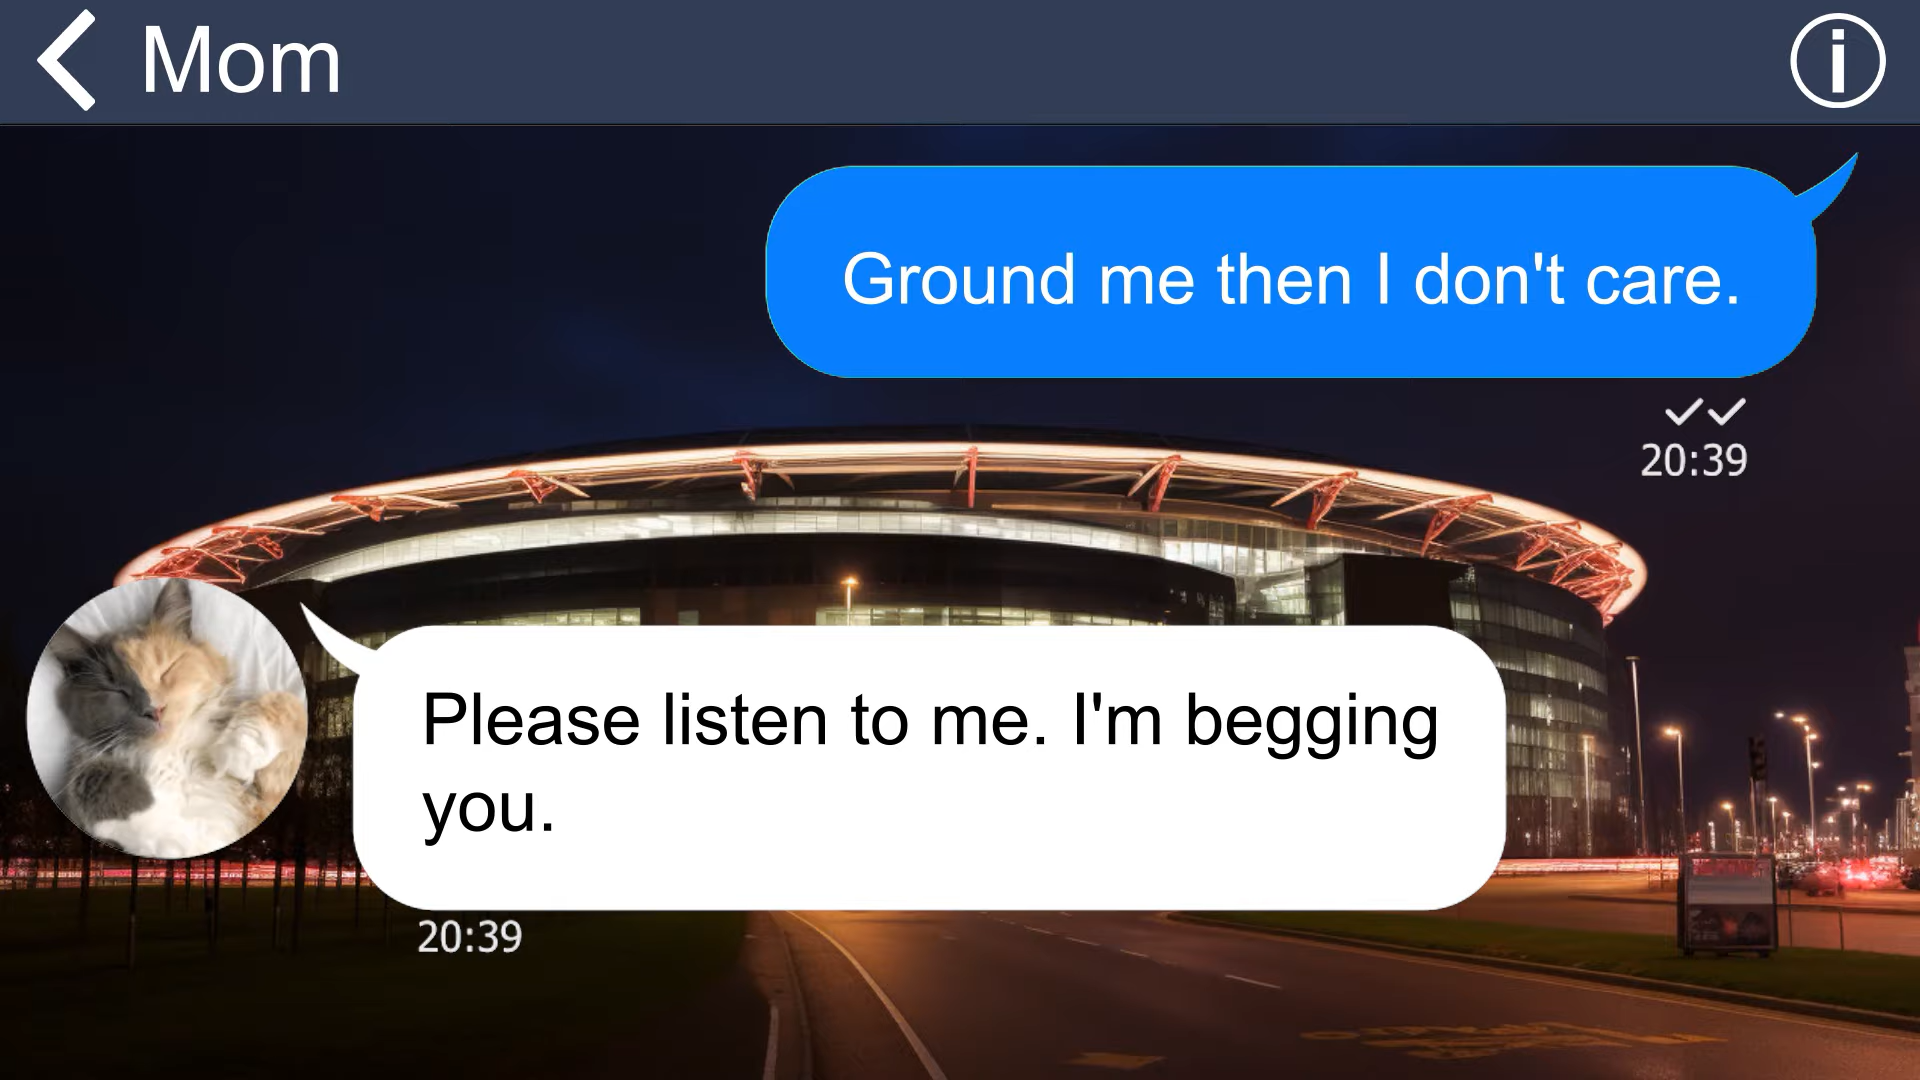 Mom
Ground me then I don't care.
20:39
Please listen to me. I'm begging
you.
20:39